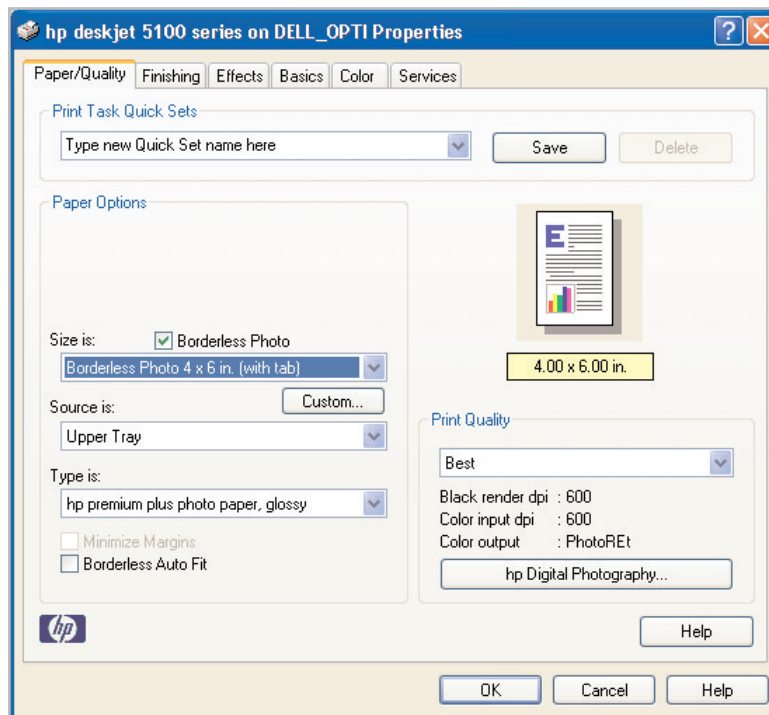 hp deskjet 5100 series on DELL_OPTI Properties
Paper/Quality Finishing Effects Basics Color Services
Print Task Quick Sets
Type new Quick Set name here Save Delete
Paper Options
E
Size is: Borderless Photo
Borderless Photo 4 x 6 in. (with tab)
4.00 x 6.00 in.
Custom...
Source is:
Upper Tray
Print Quality
Best
Type is:
hp premium plus photo paper, glossy
Black render dpi : 600
Color input dpi : 600
Color output : PhotoREt
Minimize Margins
Borderless Auto Fit
hp Digital Photography...
hp
Help
OK Cancel Help